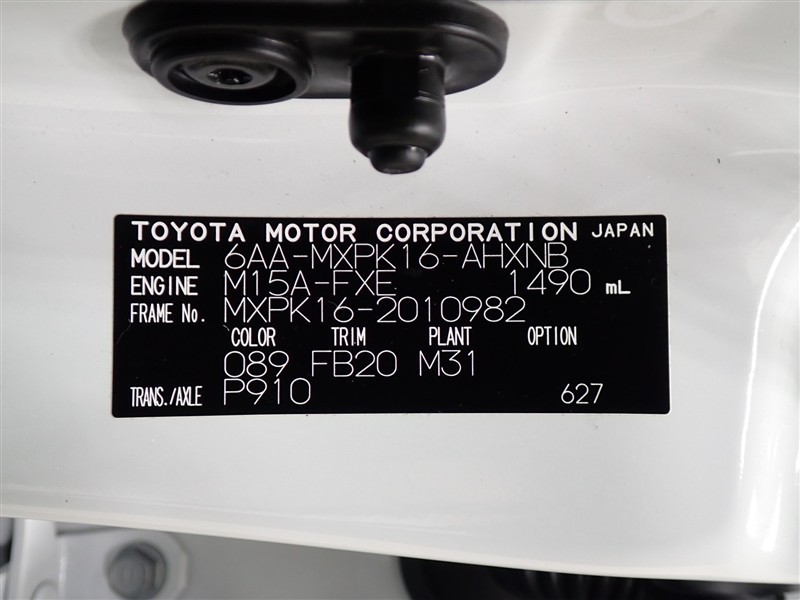 TOYOTA MOTOR CORPORATION JAPAN
MODEL 6AA-MXPK16-AHXNB
ENGINE M15A-FXE 1490 mL
FRAME No. MXPK16-2010982
COLOR TRIM PLANT OPTION
089 FB20 M31
TRANS./AXLE P910 627